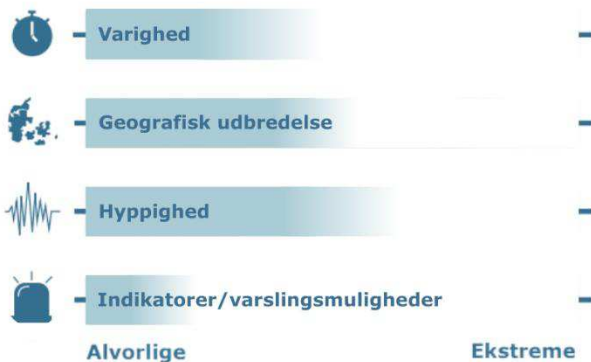 Varighed
Geografisk udbredelse
Hyppighed
Indikatorer/varslingsmuligheder
Alvorlige Ekstreme